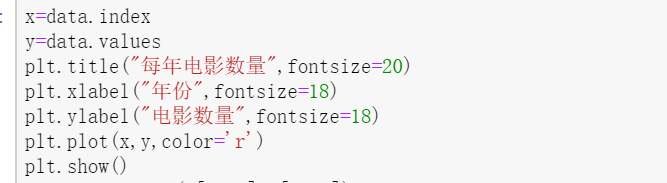 x=data.index
y=data.values
plt.title("每年电影数量",fontsize=20)
plt.xlabel("年份",fontsize=18)
plt.ylabel("电影数量",fontsize=18)
plt.plot(x,y,color='r')
plt.show()